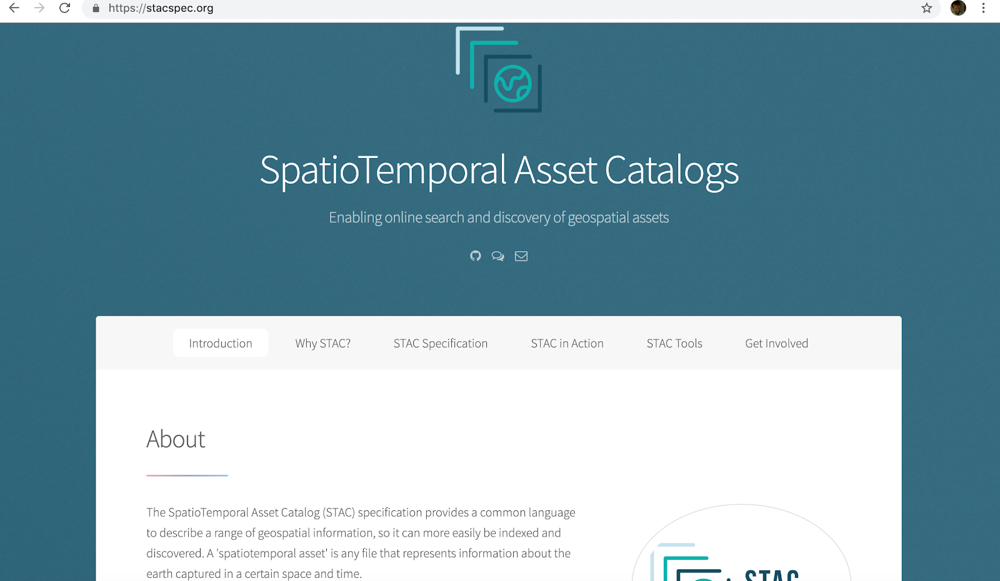 https://stacspec.org
SpatioTemporal Asset Catalogs
Enabling online search and discovery of geospatial assets
Introduction
Why STAC?
STAC Specification
STAC in Action
STAC Tools
Get Involved
About
The SpatioTemporal Asset Catalog (STAC) specification provides a common language
to describe a range of geospatial information, so it can more easily be indexed and
discovered. A 'spatiotemporal asset' is any file that represents information about the
earth captured in a certain space and time.
STAC